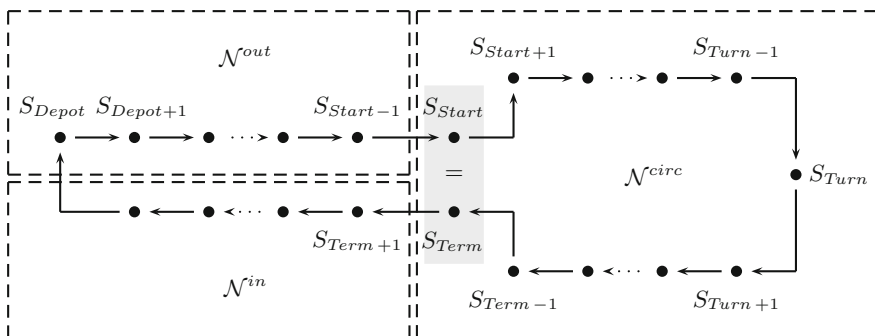 𝒩^out
S_Start+1
S_Turn−1
S_Depot
S_Depot+1
S_Start−1
S_Start
=
𝒩^circ
S_Turn
S_Term+1
S_Term
𝒩^in
S_Term−1
S_Turn+1